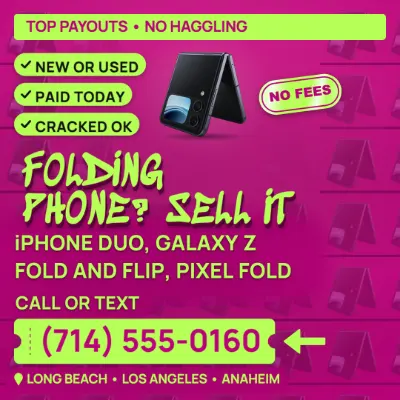 TOP PAYOUTS • NO HAGGLING
NEW OR USED
PAID TODAY
CRACKED OK
NO FEES
FOLDiNG
PHONE? SELL iT
iPHONE DUO, GALAXY Z
FOLD AND FLIP, PIXEL FOLD
CALL OR TEXT
(714) 555-0160
LONG BEACH • LOS ANGELES • ANAHEIM